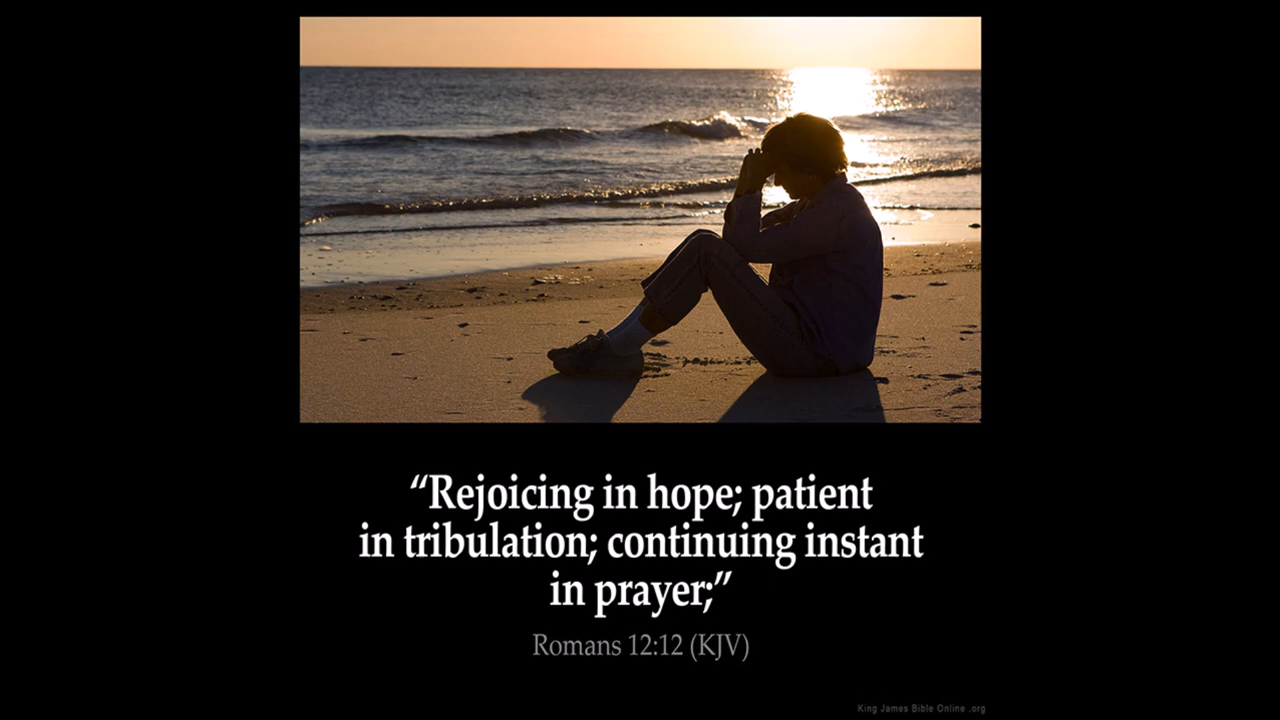 “Rejoicing in hope; patient
in tribulation; continuing instant
in prayer;”
Romans 12:12 (KJV)
King James Bible Online .org